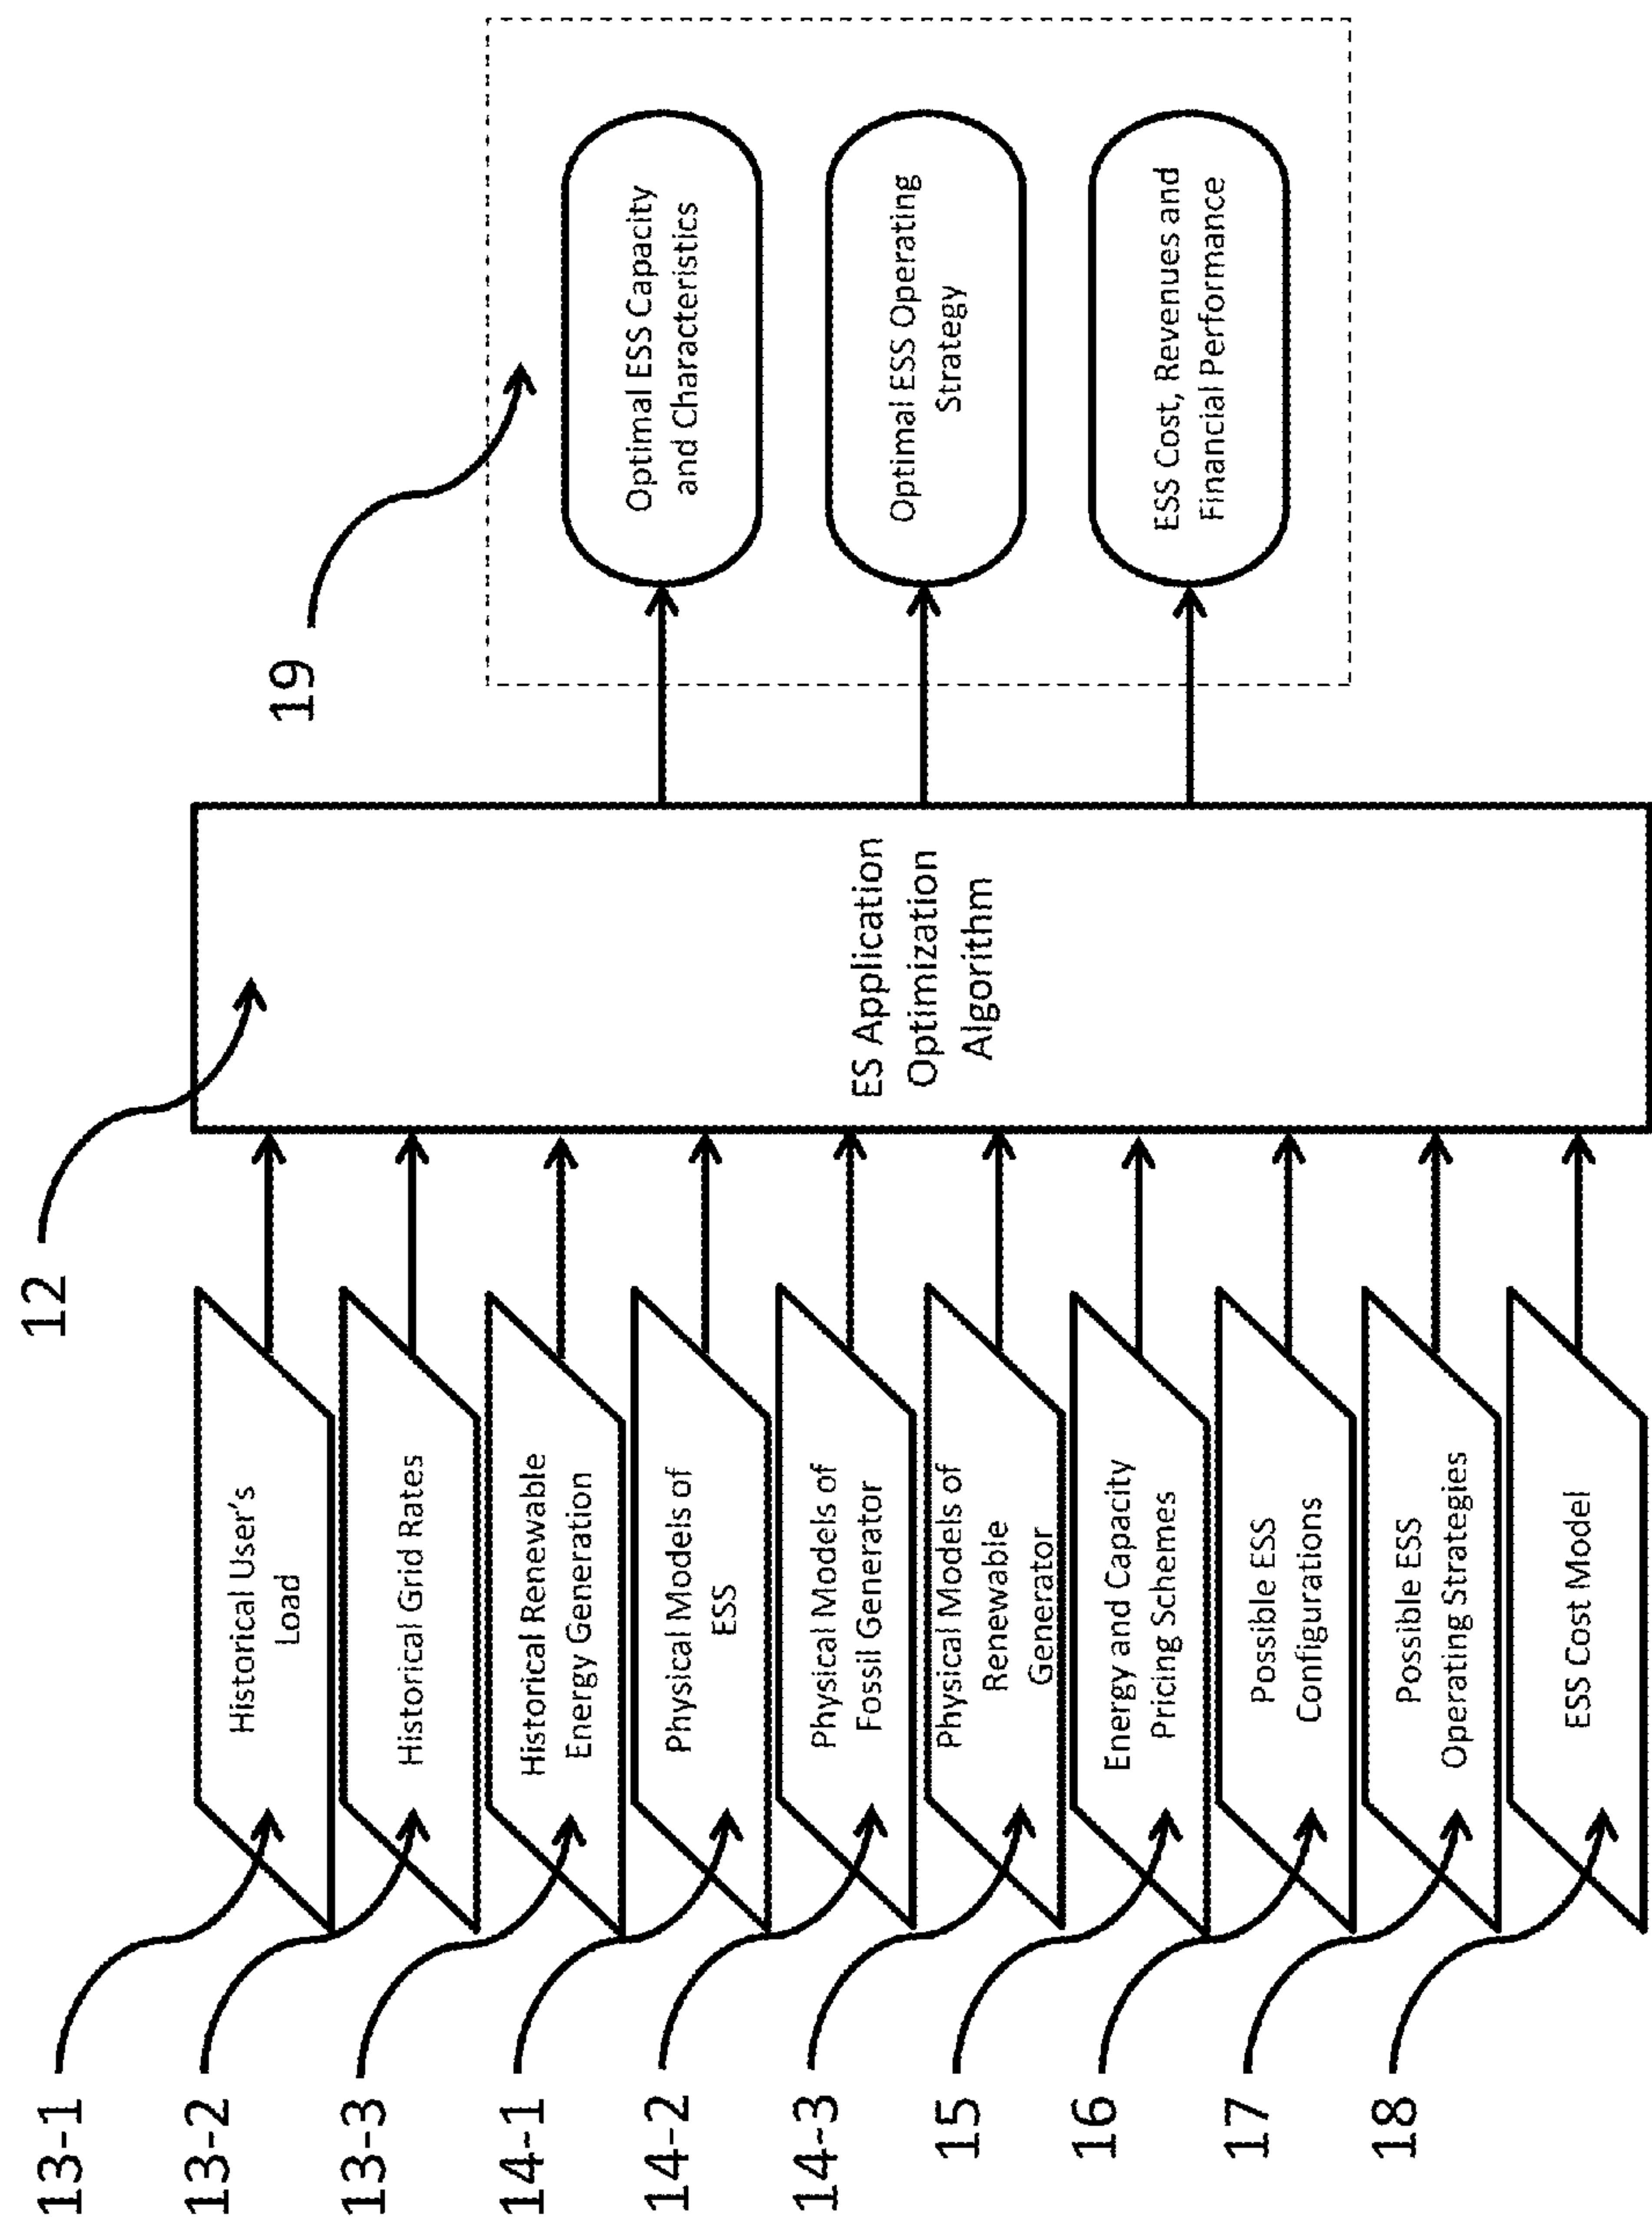 13-1
Historical User's
Load
13-2
Historical Grid Rates
13-3
Historical Renewable
Energy Generation
14-1
Physical Models of
ESS
14-2
Physical Models of
Fossil Generator
14-3
Physical Models of
Renewable
Generator
15
Energy and Capacity
Pricing Schemes
16
Possible ESS
Configurations
17
Possible ESS
Operating Strategies
18
ESS Cost Model
12
ES Application
Optimization
Algorithm
19
Optimal ESS Capacity
and Characteristics
Optimal ESS Operating
Strategy
ESS Cost, Revenues and
Financial Performance